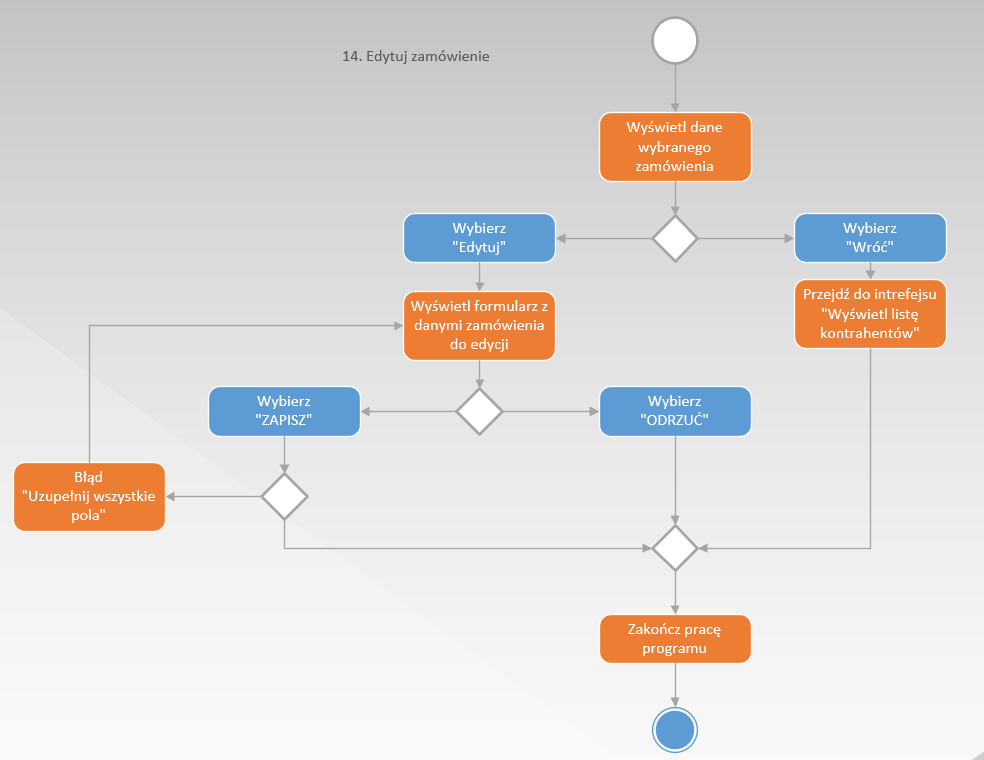 14. Edytuj zamówienie
Wyświetl dane
wybranego
zamówienia
Wybierz
"Edytuj"
Wybierz
"Wróć"
Wyświetl formularz z
danymi zamówienia
do edycji
Przejdź do intrefejsu
"Wyświetl listę
kontrahentów"
Wybierz
"ZAPISZ"
Wybierz
"ODRZUĆ"
Błąd
"Uzupełnij wszystkie
pola"
Zakończ pracę
programu